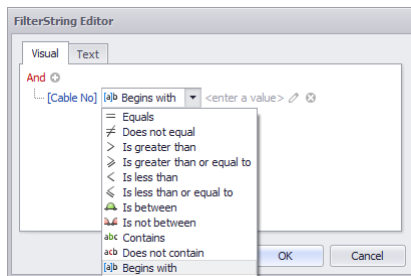 FilterString Editor
Visual Text
And
[Cable No] [a]b Begins with <enter a value>
= Equals
≠ Does not equal
> Is greater than
⩾ Is greater than or equal to
< Is less than
⩽ Is less than or equal to
Is between
Is not between
abc Contains
acb Does not contain
[a]b Begins with
OK Cancel